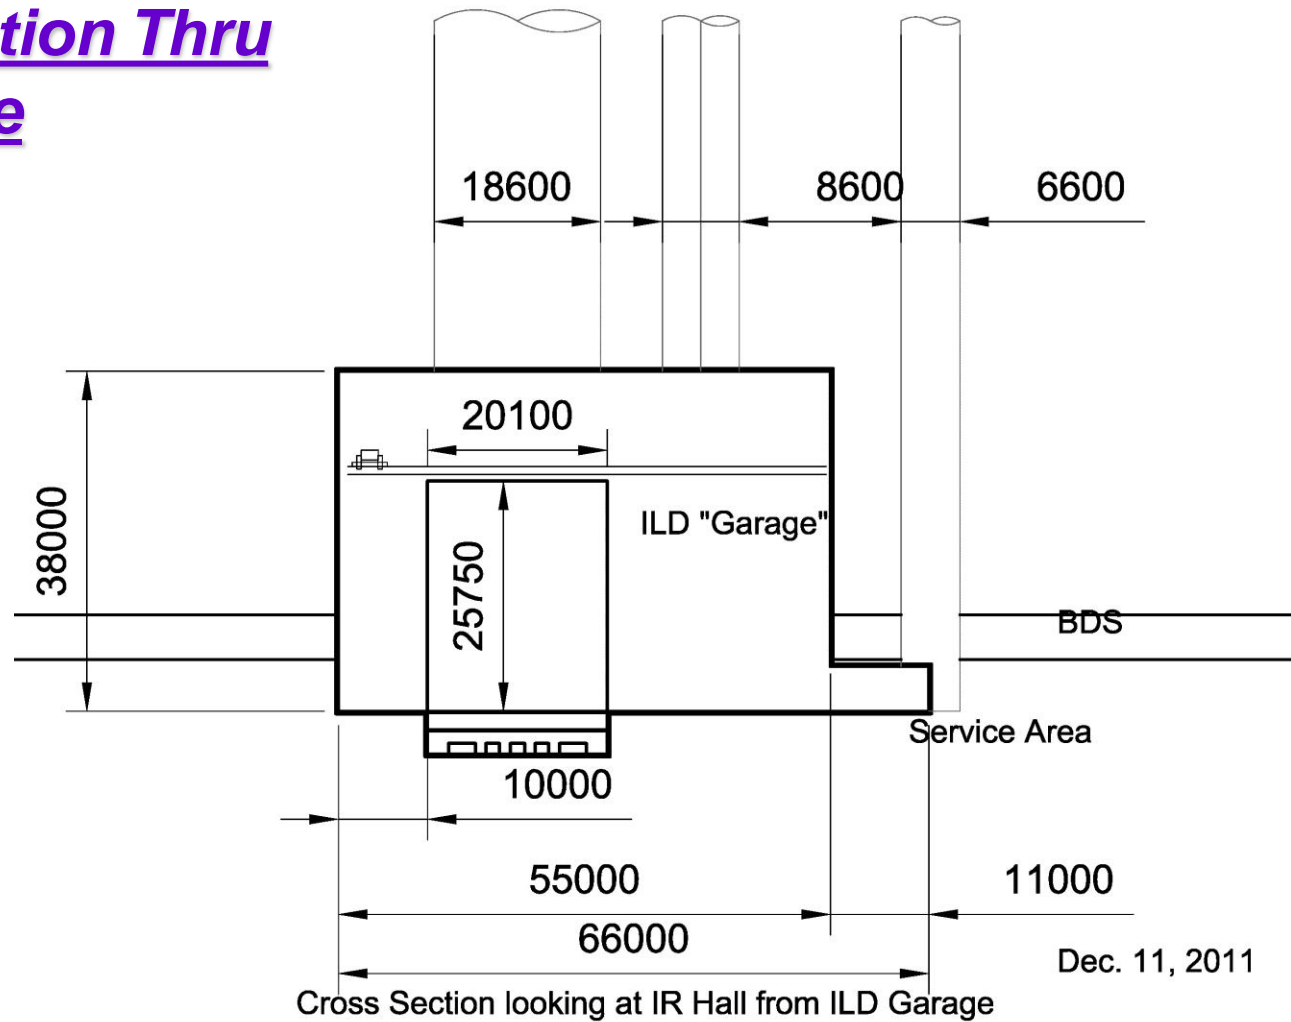 tion Thru
e
18600
8600
6600
20100
38000
ILD "Garage"
25750
BDS
Service Area
10000
55000
11000
66000
Dec. 11, 2011
Cross Section looking at IR Hall from ILD Garage